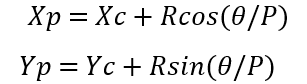 Xp = Xc + Rcos(θ/P)
Yp = Yc + Rsin(θ/P)